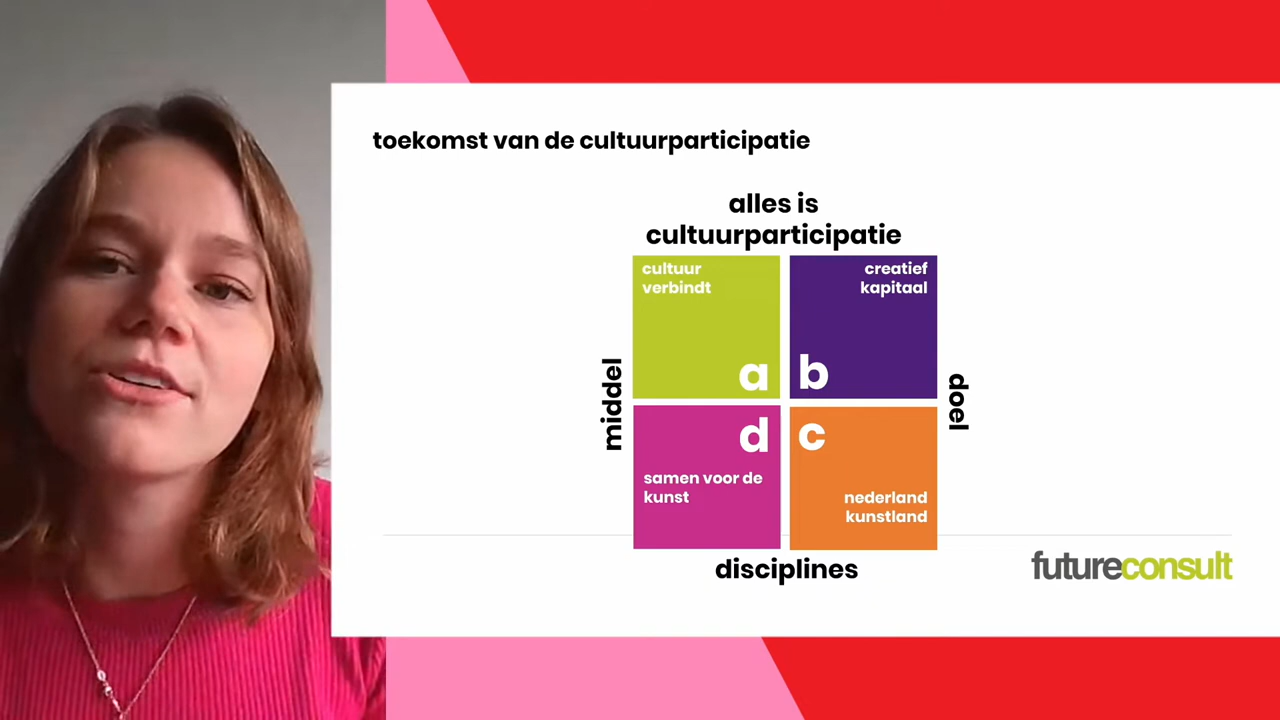 toekomst van de cultuurparticipatie
alles is
cultuurparticipatie
cultuur
verbindt
creatief
kapitaal
a
b
middel
doel
d
c
samen voor de
kunst
nederland
kunstland
disciplines
futureconsult